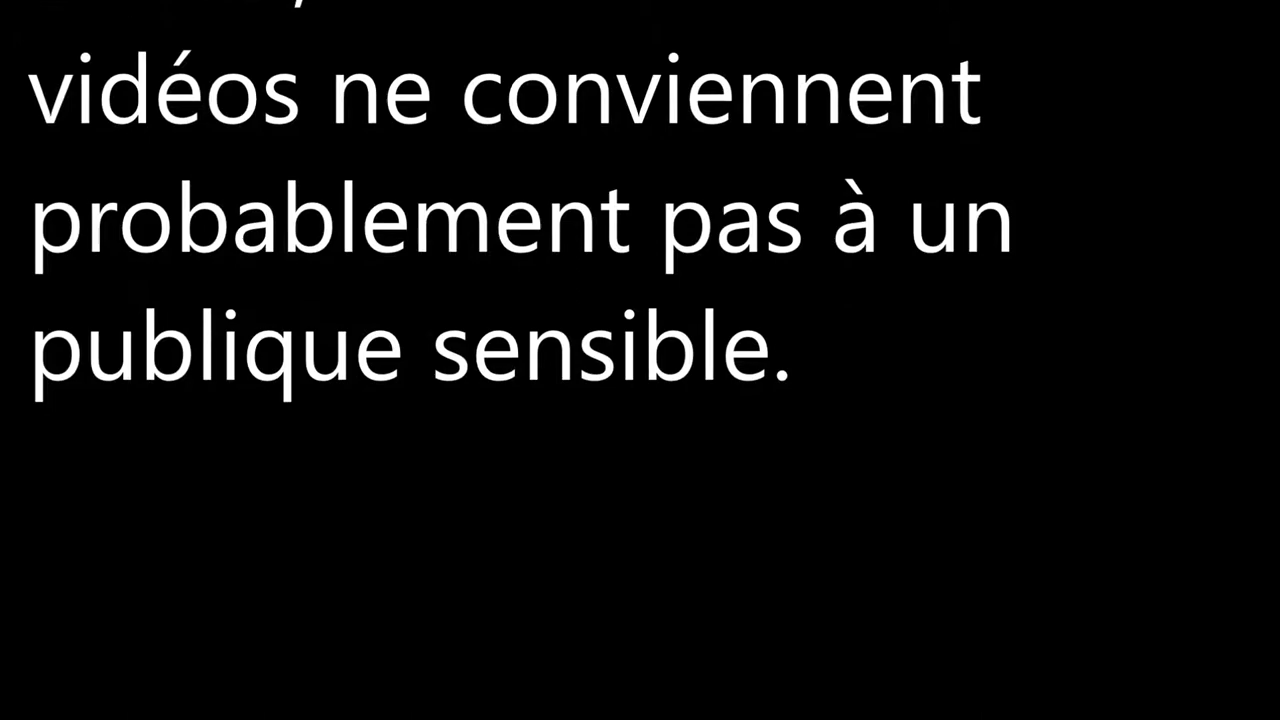 vidéos ne conviennent
probablement pas à un
publique sensible.